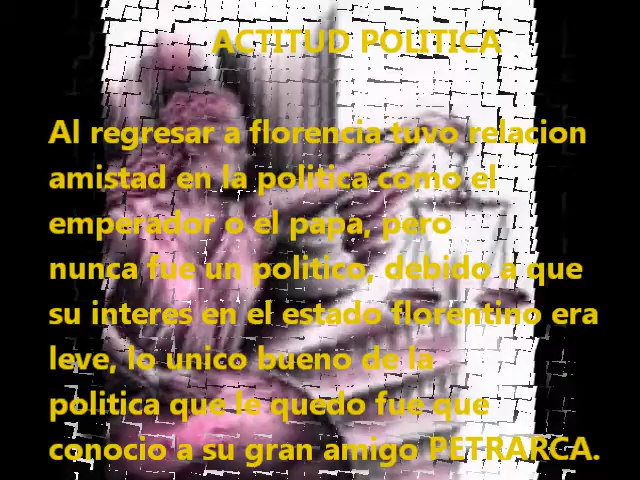 ACTITUD POLITICA
Al regresar a florencia tuvo relacion
amistad en la politica como el
emperador o el papa, pero
nunca fue un politico, debido a que
su interes en el estado florentino era
leve, lo unico bueno de la
politica que le quedo fue que
conocio a su gran amigo PETRARCA.